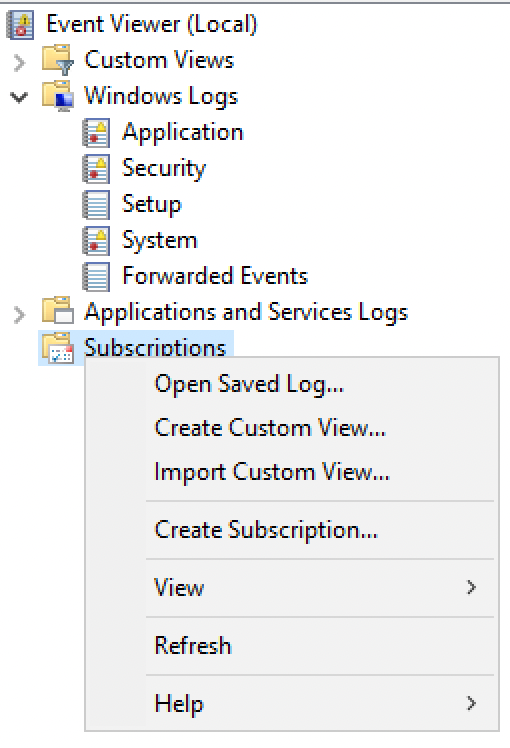 Event Viewer (Local)
Custom Views
Windows Logs
Application
Security
Setup
System
Forwarded Events
Applications and Services Logs
Subscriptions
Open Saved Log...
Create Custom View...
Import Custom View...
Create Subscription...
View
Refresh
Help